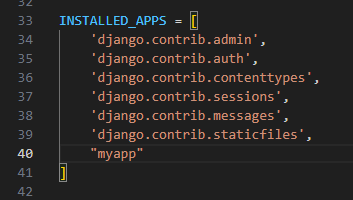 32
33 INSTALLED_APPS = [
34     'django.contrib.admin',
35     'django.contrib.auth',
36     'django.contrib.contenttypes',
37     'django.contrib.sessions',
38     'django.contrib.messages',
39     'django.contrib.staticfiles',
40     "myapp"
41 ]
42